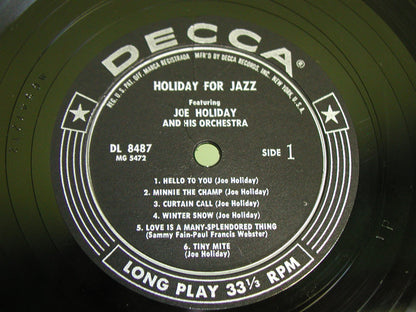 DECCA®
REG. U.S. PAT. OFF. MARCA REGISTRADA MF'D BY DECCA RECORDS, INC., NEW YORK, U.S.A.
HOLIDAY FOR JAZZ
Featuring
JOE HOLIDAY
AND HIS ORCHESTRA
DL 8487
MG 5472
SIDE 1
1. HELLO TO YOU (Joe Holiday)
2. MINNIE THE CHAMP (Joe Holiday)
3. CURTAIN CALL (Joe Holiday)
4. WINTER SNOW (Joe Holiday)
5. LOVE IS A MANY-SPLENDORED THING
(Sammy Fain-Paul Francis Webster)
6. TINY MITE
(Joe Holiday)
LONG PLAY 33⅓ RPM